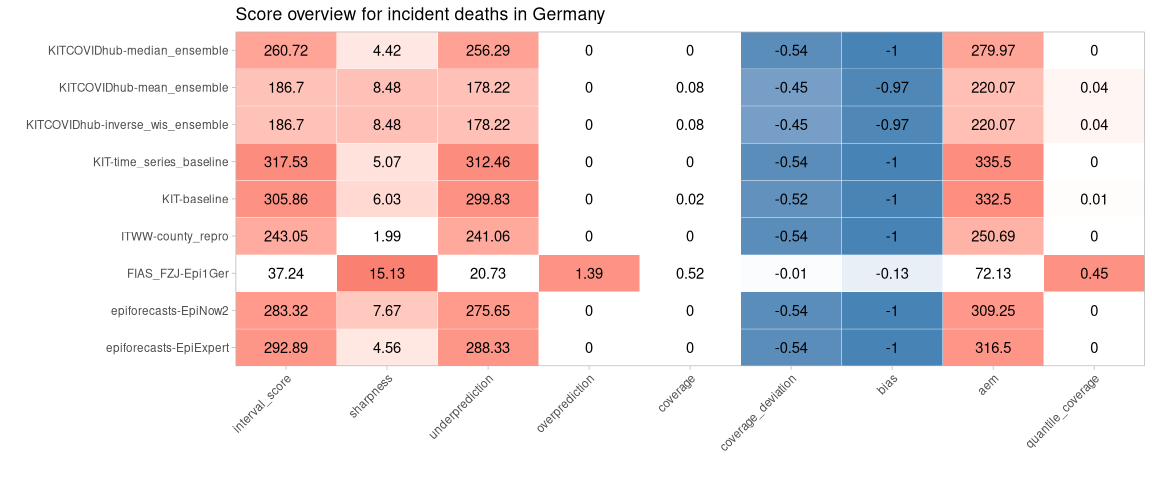 Score overview for incident deaths in Germany
KITCOVIDhub-median_ensemble 260.72 4.42 256.29 0 0 -0.54 -1 279.97 0
KITCOVIDhub-mean_ensemble 186.7 8.48 178.22 0 0.08 -0.45 -0.97 220.07 0.04
KITCOVIDhub-inverse_wis_ensemble 186.7 8.48 178.22 0 0.08 -0.45 -0.97 220.07 0.04
KIT-time_series_baseline 317.53 5.07 312.46 0 0 -0.54 -1 335.5 0
KIT-baseline 305.86 6.03 299.83 0 0.02 -0.52 -1 332.5 0.01
ITWW-county_repro 243.05 1.99 241.06 0 0 -0.54 -1 250.69 0
FIAS_FZJ-Epi1Ger 37.24 15.13 20.73 1.39 0.52 -0.01 -0.13 72.13 0.45
epiforecasts-EpiNow2 283.32 7.67 275.65 0 0 -0.54 -1 309.25 0
epiforecasts-EpiExpert 292.89 4.56 288.33 0 0 -0.54 -1 316.5 0
interval_score sharpness underprediction overprediction coverage coverage_deviation bias aem quantile_coverage